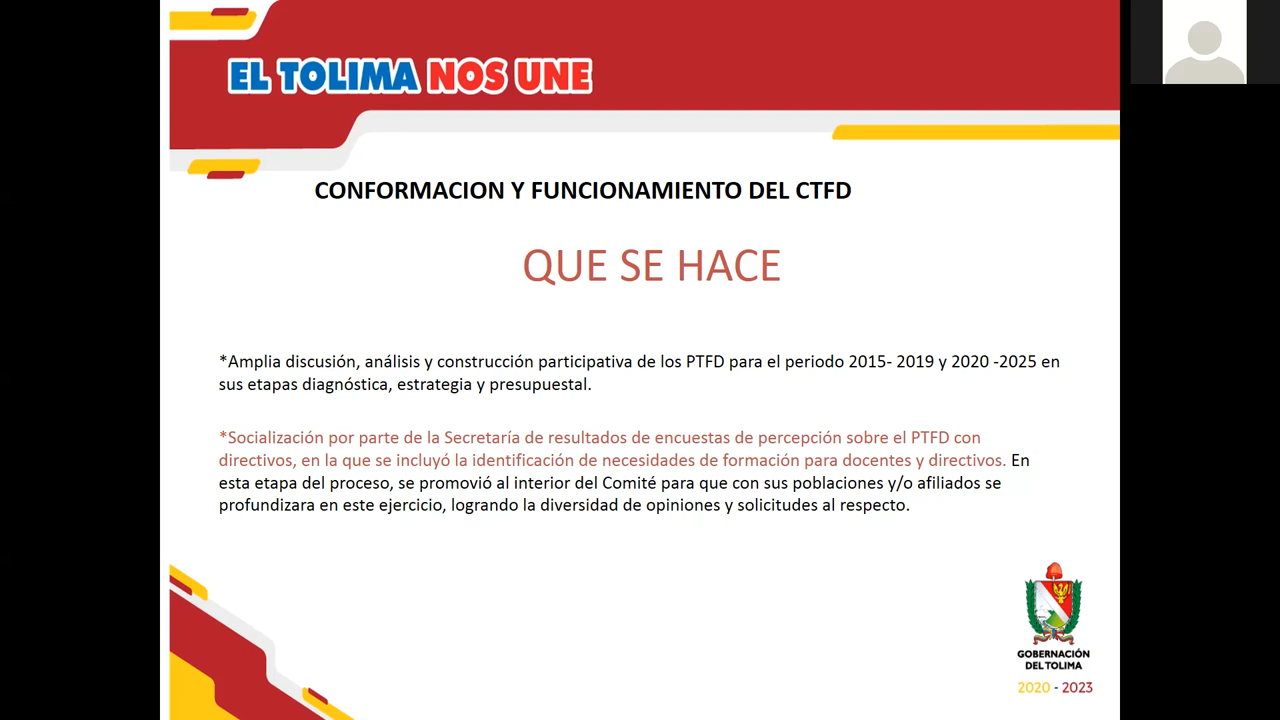 EL TOLIMA NOS UNE
CONFORMACION Y FUNCIONAMIENTO DEL CTFD
QUE SE HACE
*Amplia discusión, análisis y construcción participativa de los PTFD para el periodo 2015- 2019 y 2020 -2025 en
sus etapas diagnóstica, estrategia y presupuestal.
*Socialización por parte de la Secretaría de resultados de encuestas de percepción sobre el PTFD con
directivos, en la que se incluyó la identificación de necesidades de formación para docentes y directivos. En
esta etapa del proceso, se promovió al interior del Comité para que con sus poblaciones y/o afiliados se
profundizara en este ejercicio, logrando la diversidad de opiniones y solicitudes al respecto.
GOBERNACIÓN
DEL TOLIMA
2020 - 2023